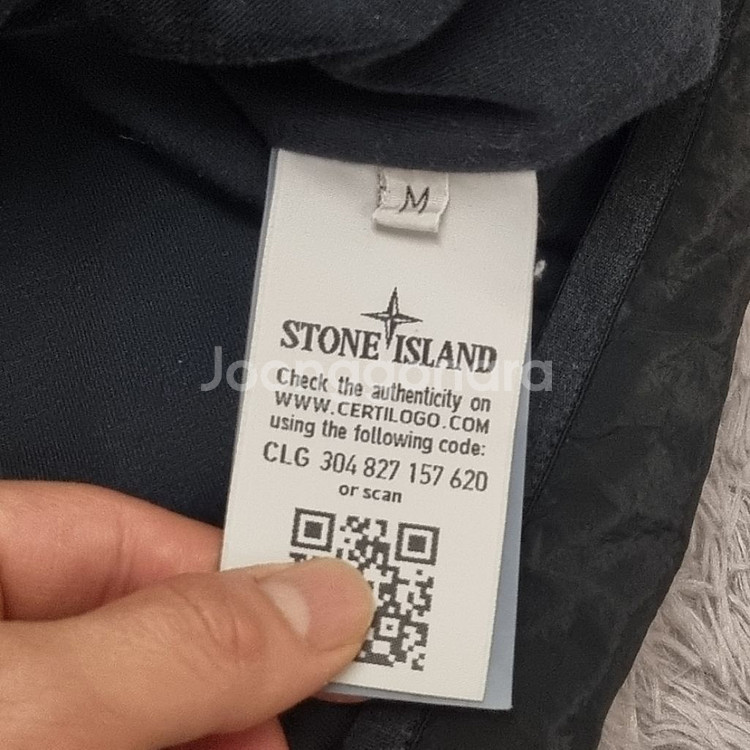 M
STONE ISLAND
Joonggonara
Check the authenticity on
WWW.CERTILOGO.COM
using the following code:
CLG 304 827 157 620
or scan